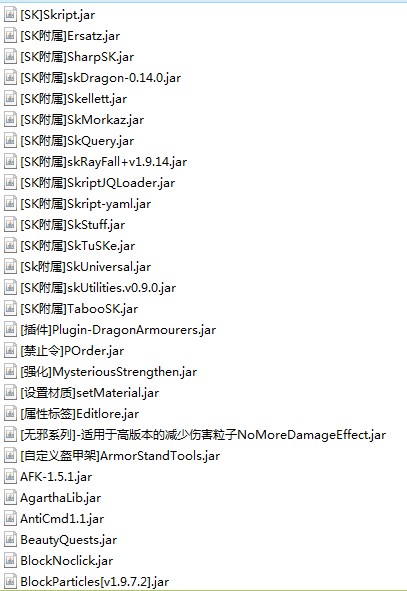 [SK]Skript.jar
[SK附属]Ersatz.jar
[SK附属]SharpSK.jar
[SK附属]skDragon-0.14.0.jar
[SK附属]Skellett.jar
[SK附属]SkMorkaz.jar
[SK附属]SkQuery.jar
[SK附属]skRayFall+v1.9.14.jar
[SK附属]SkriptJQLoader.jar
[SK附属]Skript-yaml.jar
[SK附属]SkStuff.jar
[SK附属]SkTuSKe.jar
[Sk附属]SkUniversal.jar
[SK附属]skUtilities.v0.9.0.jar
[SK附属]TabooSK.jar
[插件]Plugin-DragonArmourers.jar
[禁止令]POrder.jar
[强化]MysteriousStrengthen.jar
[设置材质]setMaterial.jar
[属性标签]Editlore.jar
[无邪系列]-适用于高版本的减少伤害粒子NoMoreDamageEffect.jar
[自定义盔甲架]ArmorStandTools.jar
AFK-1.5.1.jar
AgarthaLib.jar
AntiCmd1.1.jar
BeautyQuests.jar
BlockNoclick.jar
BlockParticles[v1.9.7.2].jar